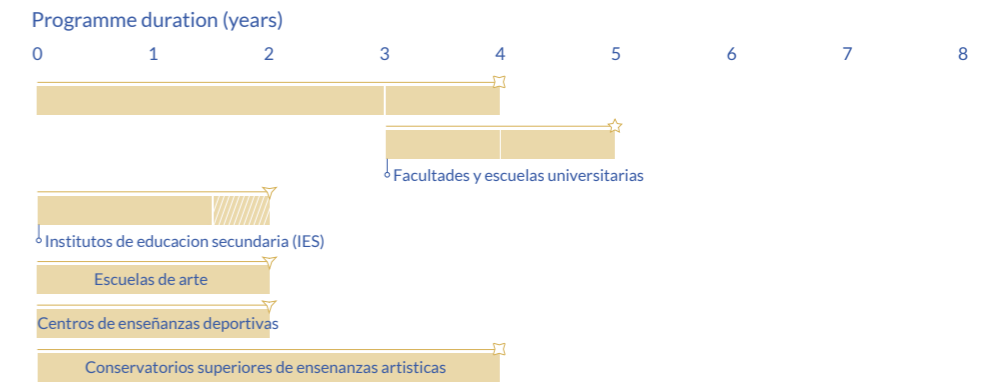 Programme duration (years)
0 1 2 3 4 5 6 7 8
Facultades y escuelas universitarias
Institutos de educacion secundaria (IES)
Escuelas de arte
Centros de enseñanzas deportivas
Conservatorios superiores de ensenanzas artisticas